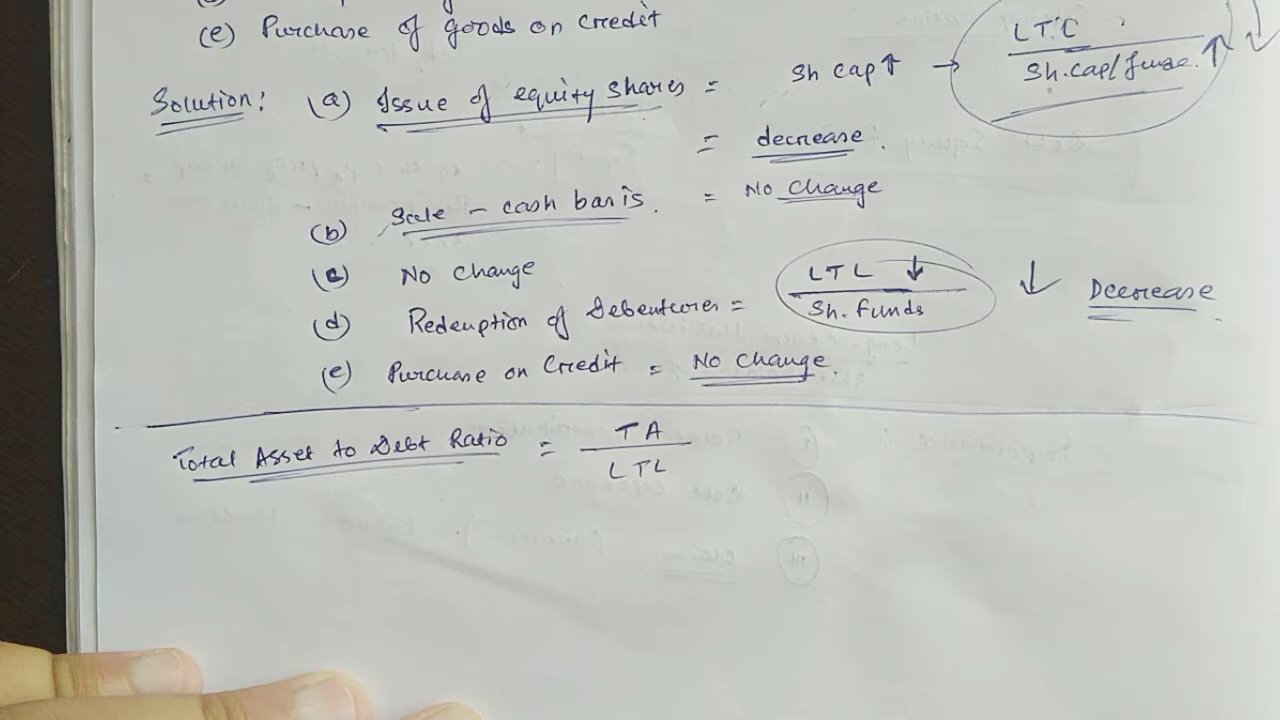 (e) Purchase of goods on credit
Solution: (a) Issue of equity shares = Sh cap ↑ → LTL / Sh. cap/funds. ↑ ↓
= decrease.
(b) Sale – cash basis. = No change
(c) No change
(d) Redemption of Debentures = LTL ↓ / Sh. funds ↓ Decrease.
(e) Purchase on Credit = No change.
Total Asset to Debt Ratio = TA / LTL